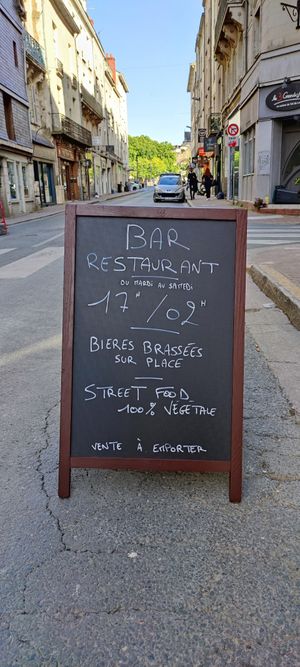 BAR
RESTAURANT
DU MARDI AU SAMEDI
17H/02H
BIERES BRASSÉES
SUR PLACE
STREET FOOD
100% VÉGÉTALE
VENTE À EMPORTER